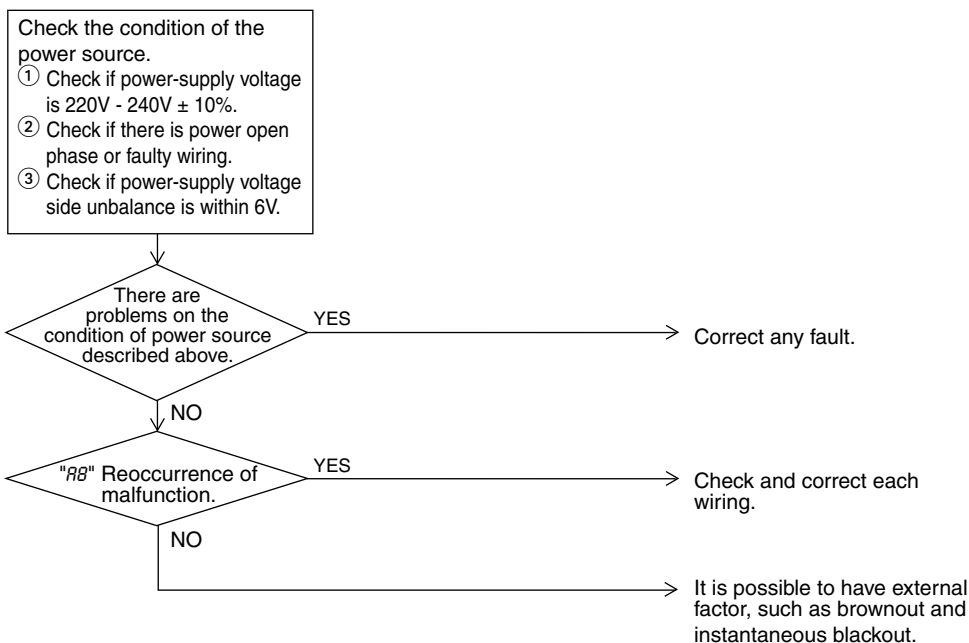 Check the condition of the
power source.
① Check if power-supply voltage
is 220V - 240V ± 10%.
② Check if there is power open
phase or faulty wiring.
③ Check if power-supply voltage
side unbalance is within 6V.
There are
problems on the
condition of power source
described above.
YES
Correct any fault.
NO
"A8" Reoccurrence of
malfunction.
YES
Check and correct each
wiring.
NO
It is possible to have external
factor, such as brownout and
instantaneous blackout.